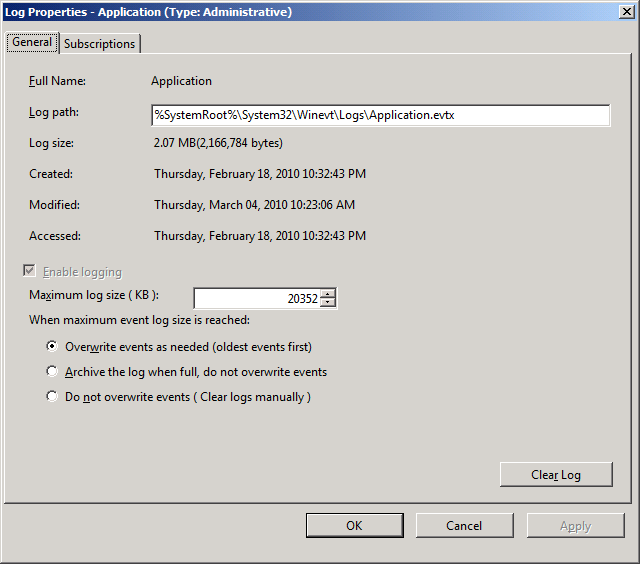 Log Properties - Application (Type: Administrative)
General Subscriptions
Full Name: Application
Log path: %SystemRoot%\System32\Winevt\Logs\Application.evtx
Log size: 2.07 MB(2,166,784 bytes)
Created: Thursday, February 18, 2010 10:32:43 PM
Modified: Thursday, March 04, 2010 10:23:06 AM
Accessed: Thursday, February 18, 2010 10:32:43 PM
Enable logging
Maximum log size ( KB ): 20352
When maximum event log size is reached:
Overwrite events as needed (oldest events first)
Archive the log when full, do not overwrite events
Do not overwrite events ( Clear logs manually )
Clear Log
OK Cancel Apply